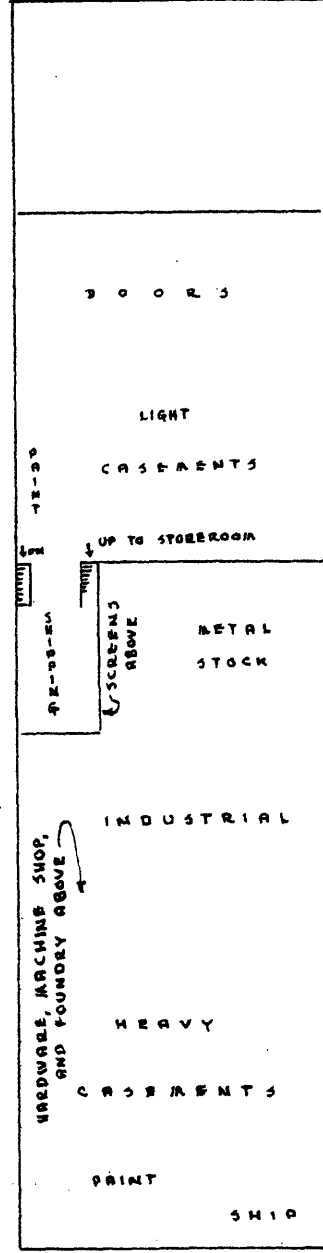 DOORS
LIGHT
CASEMENTS
PAINT
DN
UP TO STOREROOM
SHIPPING
SCREENS
ABOVE
METAL
STOCK
INDUSTRIAL
HARDWARE, MACHINE SHOP,
AND FOUNDRY ABOVE
HEAVY
CASEMENTS
PAINT
SHIP